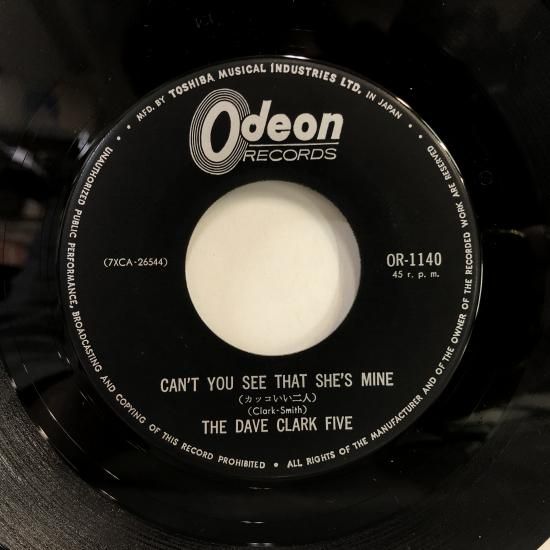 • MFD. BY TOSHIBA MUSICAL INDUSTRIES LTD. IN JAPAN •
Odeon
RECORDS
(7XCA-26544)
OR-1140
45 r. p. m.
CAN'T YOU SEE THAT SHE'S MINE
(カッコいい二人)
(Clark-Smith)
THE DAVE CLARK FIVE
UNAUTHORIZED PUBLIC PERFORMANCE, BROADCASTING AND COPYING OF THIS RECORD PROHIBITED • ALL RIGHTS OF THE MANUFACTURER AND OF THE OWNER OF THE RECORDED WORK ARE RESERVED